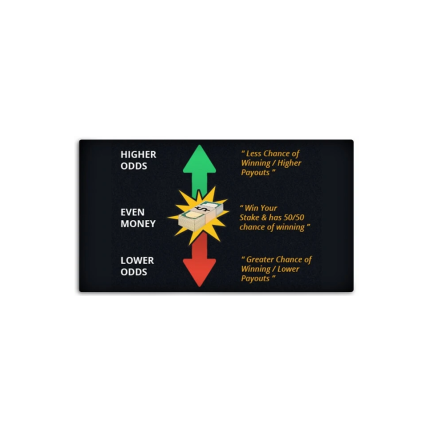 HIGHER
ODDS
" Less Chance of
Winning / Higher
Payouts "
EVEN
MONEY
" Win Your
Stake & has 50/50
chance of winning "
LOWER
ODDS
" Greater Chance of
Winning / Lower
Payouts "